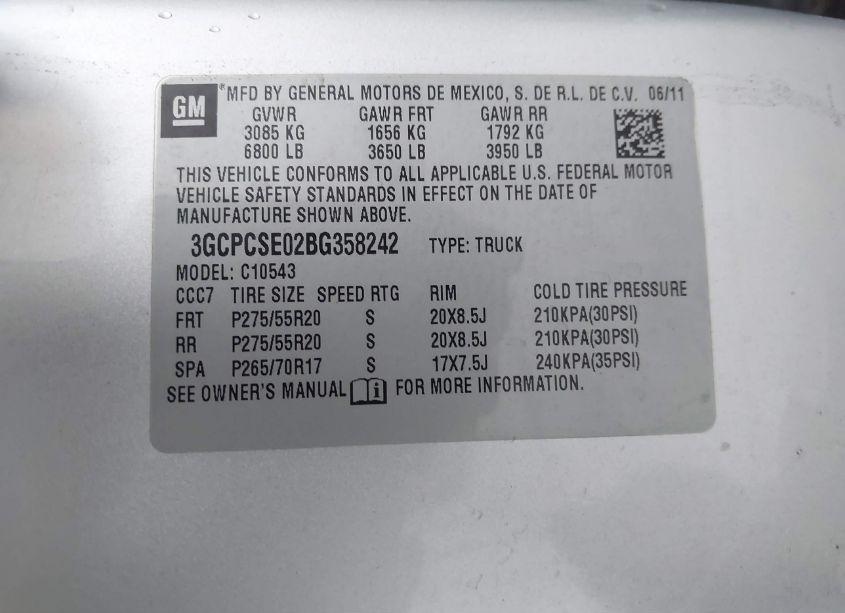 GM *MFD BY GENERAL MOTORS DE MEXICO, S. DE R.L. DE C.V. 06/11
GVWR GAWR FRT GAWR RR
3085 KG 1656 KG 1792 KG
6800 LB 3650 LB 3950 LB
THIS VEHICLE CONFORMS TO ALL APPLICABLE U.S. FEDERAL MOTOR
VEHICLE SAFETY STANDARDS IN EFFECT ON THE DATE OF
MANUFACTURE SHOWN ABOVE.
3GCPCSE02BG358242 TYPE: TRUCK
MODEL: C10543
CCC7 TIRE SIZE SPEED RTG RIM COLD TIRE PRESSURE
FRT P275/55R20 S 20X8.5J 210KPA(30PSI)
RR P275/55R20 S 20X8.5J 210KPA(30PSI)
SPA P265/70R17 S 17X7.5J 240KPA(35PSI)
SEE OWNER'S MANUAL FOR MORE INFORMATION.